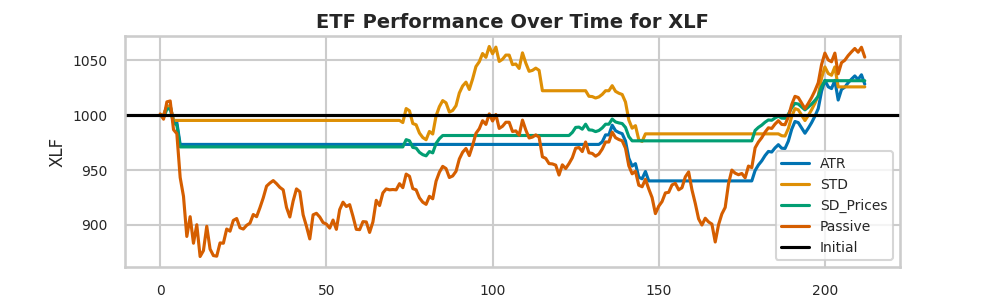 ETF Performance Over Time for XLF
XLF
1050
1000
950
900
0
50
100
150
200
ATR
STD
SD_Prices
Passive
Initial